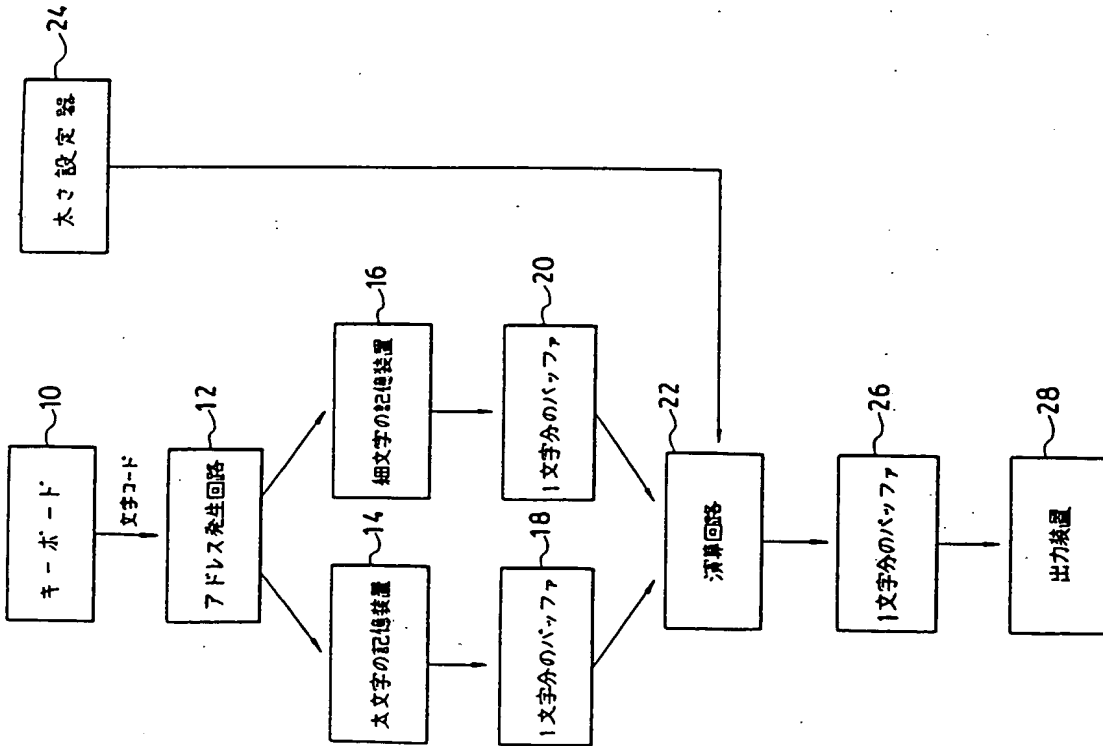 キーボード
10
文字コード
アドレス発生回路
12
太文字の記憶装置
14
細文字の記憶装置
16
1文字分のバッファ
18
1文字分のバッファ
20
演算回路
22
太さ設定器
24
1文字分のバッファ
26
出力装置
28